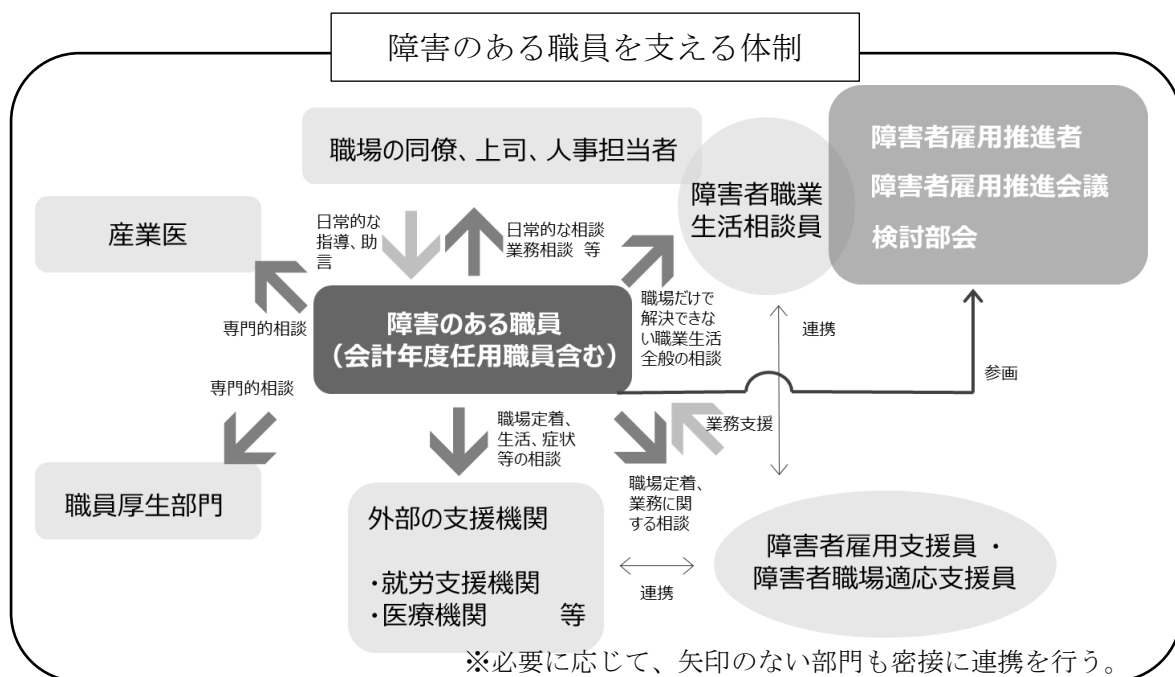 障害のある職員を支える体制
職場の同僚、上司、人事担当者
障害者職業
生活相談員
障害者雇用推進者
障害者雇用推進会議
検討部会
産業医
日常的な
指導、助
言
日常的な相談
業務相談 等
専門的相談
障害のある職員
（会計年度任用職員含む）
職場だけで
解決できな
い職業生活
全般の相談
連携
参画
専門的相談
職場定着、
生活、症状
等の相談
業務支援
職員厚生部門
職場定着、
業務に関
する相談
外部の支援機関
・就労支援機関
・医療機関 等
連携
障害者雇用支援員 ・
障害者職場適応支援員
※必要に応じて、矢印のない部門も密接に連携を行う。